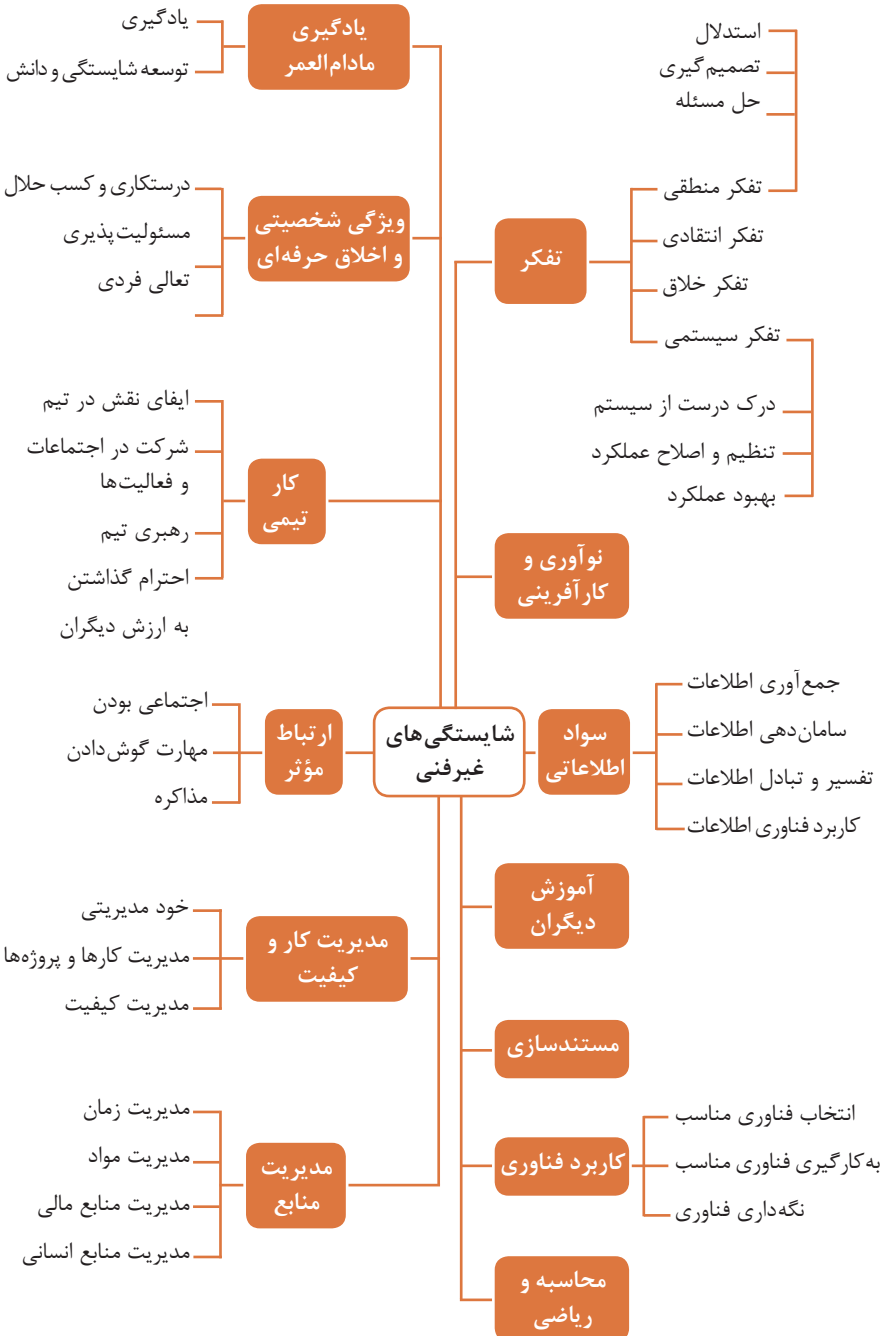 شایستگی‌های
غیرفنی
تفکر
استدلال
تصمیم‌گیری
حل مسئله
تفکر منطقی
تفکر انتقادی
تفکر خلاق
تفکر سیستمی
درک درست از سیستم
تنظیم و اصلاح عملکرد
بهبود عملکرد
نوآوری و
کارآفرینی
سواد
اطلاعاتی
جمع‌آوری اطلاعات
سامان‌دهی اطلاعات
تفسیر و تبادل اطلاعات
کاربرد فناوری اطلاعات
آموزش
دیگران
مستندسازی
کاربرد فناوری
انتخاب فناوری مناسب
به‌کارگیری فناوری مناسب
نگه‌داری فناوری
محاسبه و
ریاضی
یادگیری
مادام‌العمر
یادگیری
توسعه شایستگی و دانش
ویژگی شخصیتی
و اخلاق حرفه‌ای
درستکاری و کسب حلال
مسئولیت‌پذیری
تعالی فردی
کار
تیمی
ایفای نقش در تیم
شرکت در اجتماعات
و فعالیت‌ها
رهبری تیم
احترام گذاشتن
به ارزش دیگران
ارتباط
مؤثر
اجتماعی بودن
مهارت گوش‌دادن
مذاکره
مدیریت کار و
کیفیت
خود مدیریتی
مدیریت کارها و پروژه‌ها
مدیریت کیفیت
مدیریت
منابع
مدیریت زمان
مدیریت مواد
مدیریت منابع مالی
مدیریت منابع انسانی